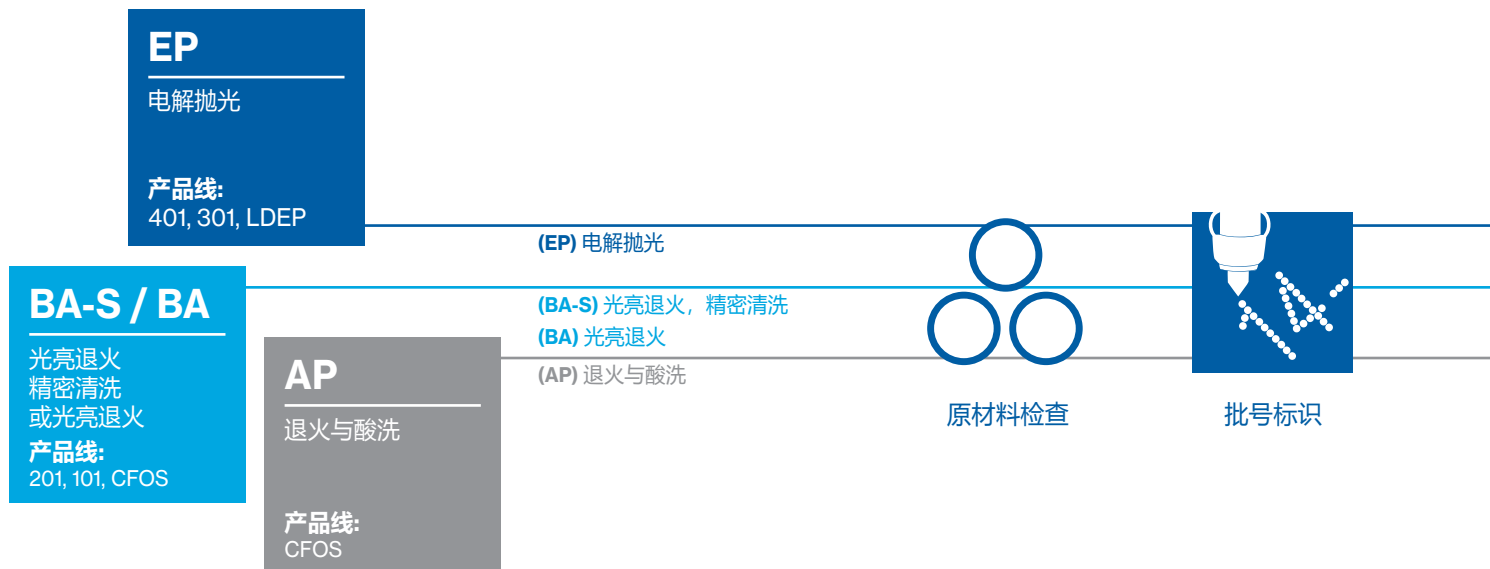 EP
电解抛光
产品线:
401, 301, LDEP
BA-S / BA
光亮退火
精密清洗
或光亮退火
产品线:
201, 101, CFOS
AP
退火与酸洗
产品线:
CFOS
(EP) 电解抛光
(BA-S) 光亮退火，精密清洗
(BA) 光亮退火
(AP) 退火与酸洗
原材料检查
批号标识